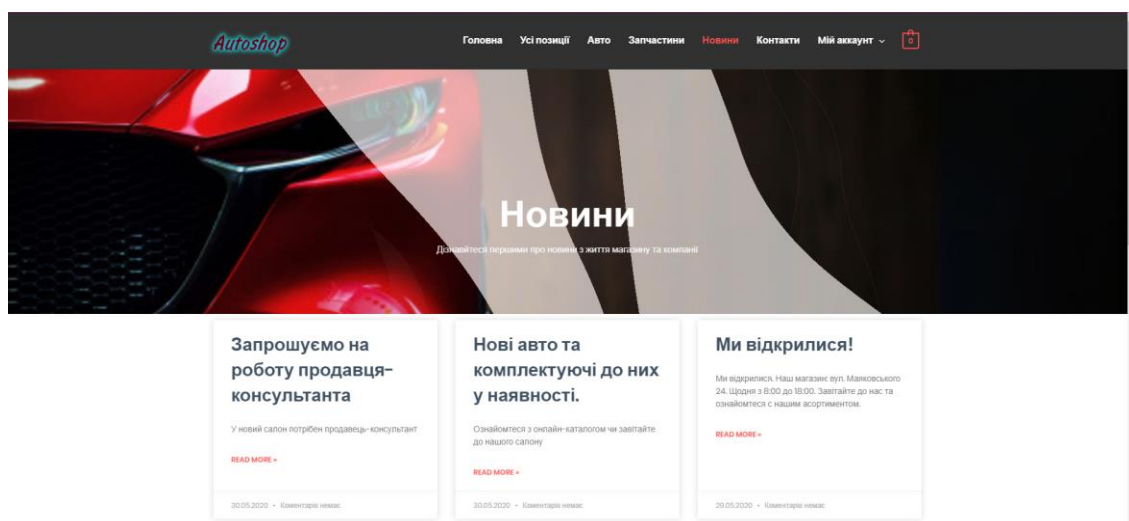 Autoshop
Головна Усі позиції Авто Запчастини Новини Контакти Мій аккаунт 0
Новини
Дізнавайтеся першими про новини з життя магазину та компанії
Запрошуємо на
роботу продавця-
консультанта
У новий салон потрібен продавець-консультант
READ MORE »
30.05.2020 • Коментарів немає
Нові авто та
комплектуючі до них
у наявності.
Ознайомтеся з онлайн-каталогом чи завітайте
до нашого салону
READ MORE »
30.05.2020 • Коментарів немає
Ми відкрилися!
Ми відкрилися. Наш магазин: вул. Маяковського
24. Щодня з 8:00 до 18:00. Завітайте до нас та
ознайомтеся с нашим асортиментом.
READ MORE »
29.05.2020 • Коментарів немає